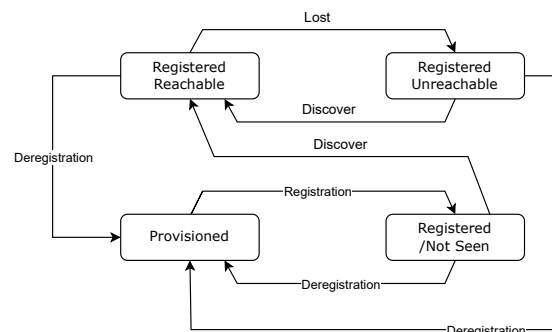 Lost
Registered
Reachable
Registered
Unreachable
Discover
Discover
Deregistration
Registration
Provisioned
Registered
/Not Seen
Deregistration
Deregistration